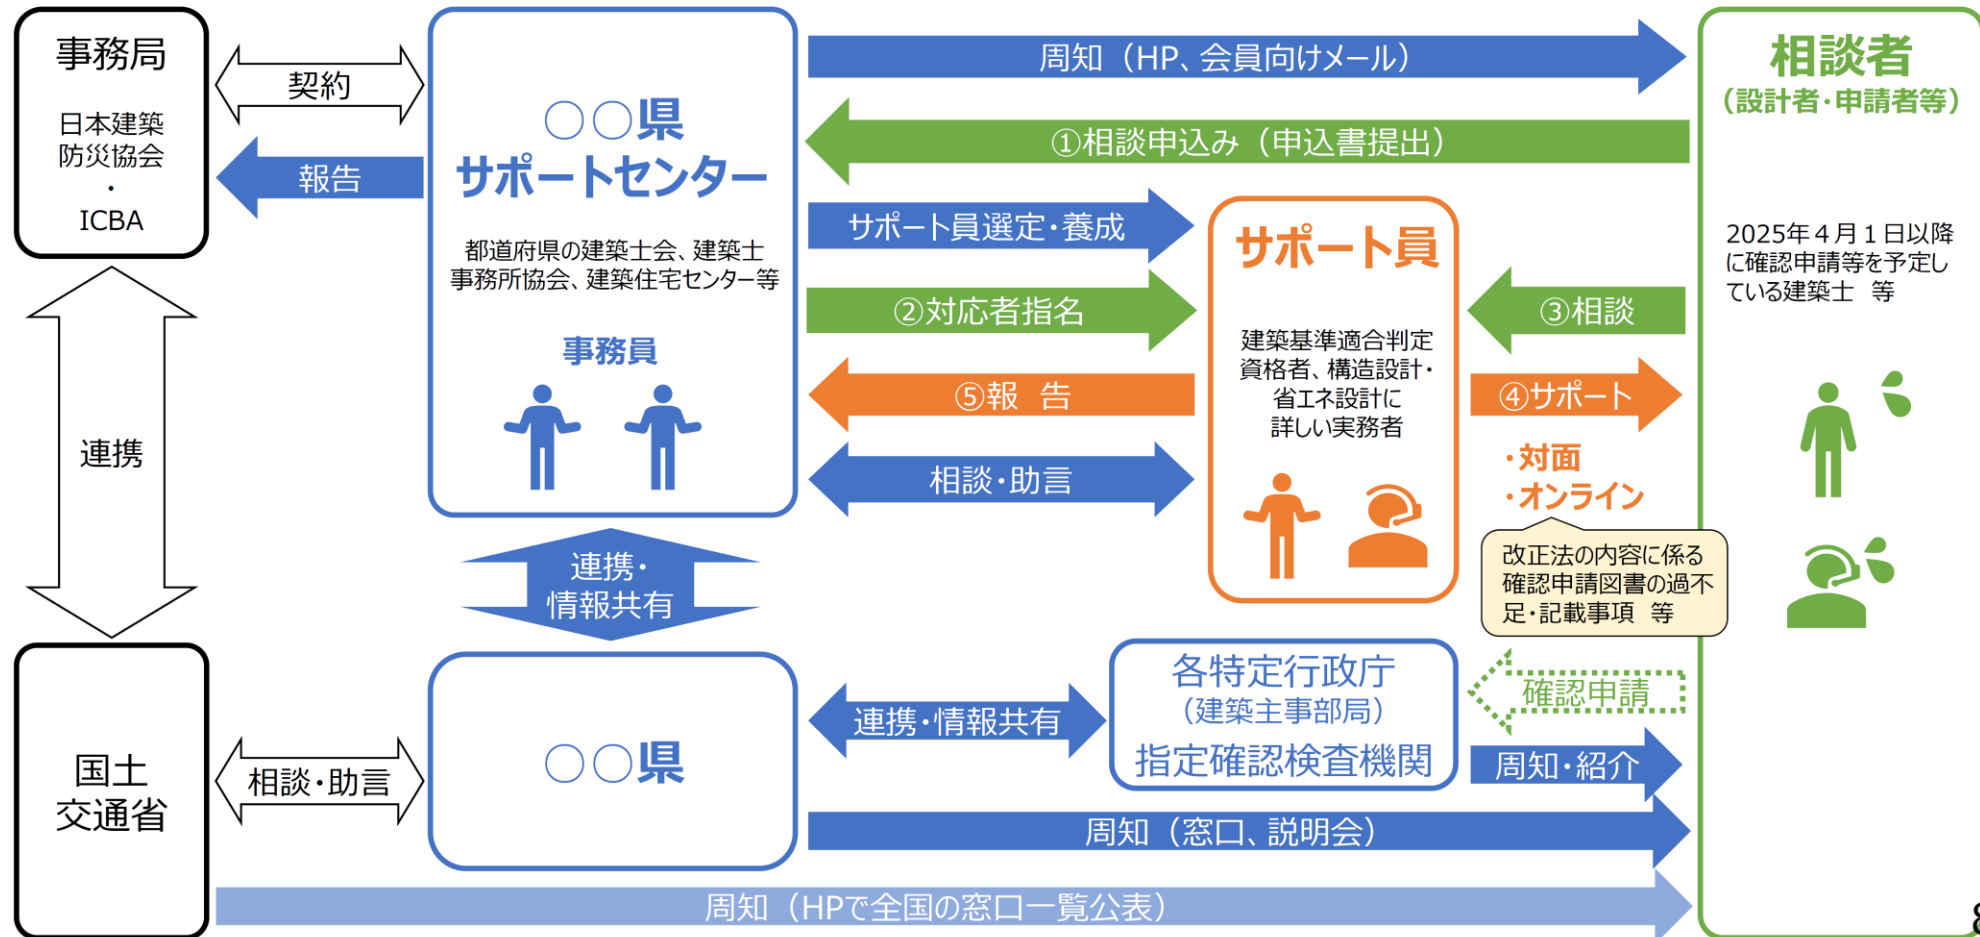 事務局
日本建築
防災協会
・
ICBA
契約
報告
連携
国土
交通省
相談・助言
○○県
サポートセンター
都道府県の建築士会、建築士
事務所協会、建築住宅センター等
事務員
連携・
情報共有
○○県
周知（HP、会員向けメール）
①相談申込み（申込書提出）
サポート員選定・養成
②対応者指名
⑤報　告
相談・助言
サポート員
建築基準適合判定
資格者、構造設計・
省エネ設計に
詳しい実務者
③相談
④サポート
・対面
・オンライン
改正法の内容に係る
確認申請図書の過不
足・記載事項　等
連携・情報共有
各特定行政庁
（建築主事部局）
指定確認検査機関
確認申請
周知・紹介
周知（窓口、説明会）
周知（HPで全国の窓口一覧公表）
相談者
（設計者・申請者等）
2025年４月１日以降
に確認申請等を予定し
ている建築士　等
8